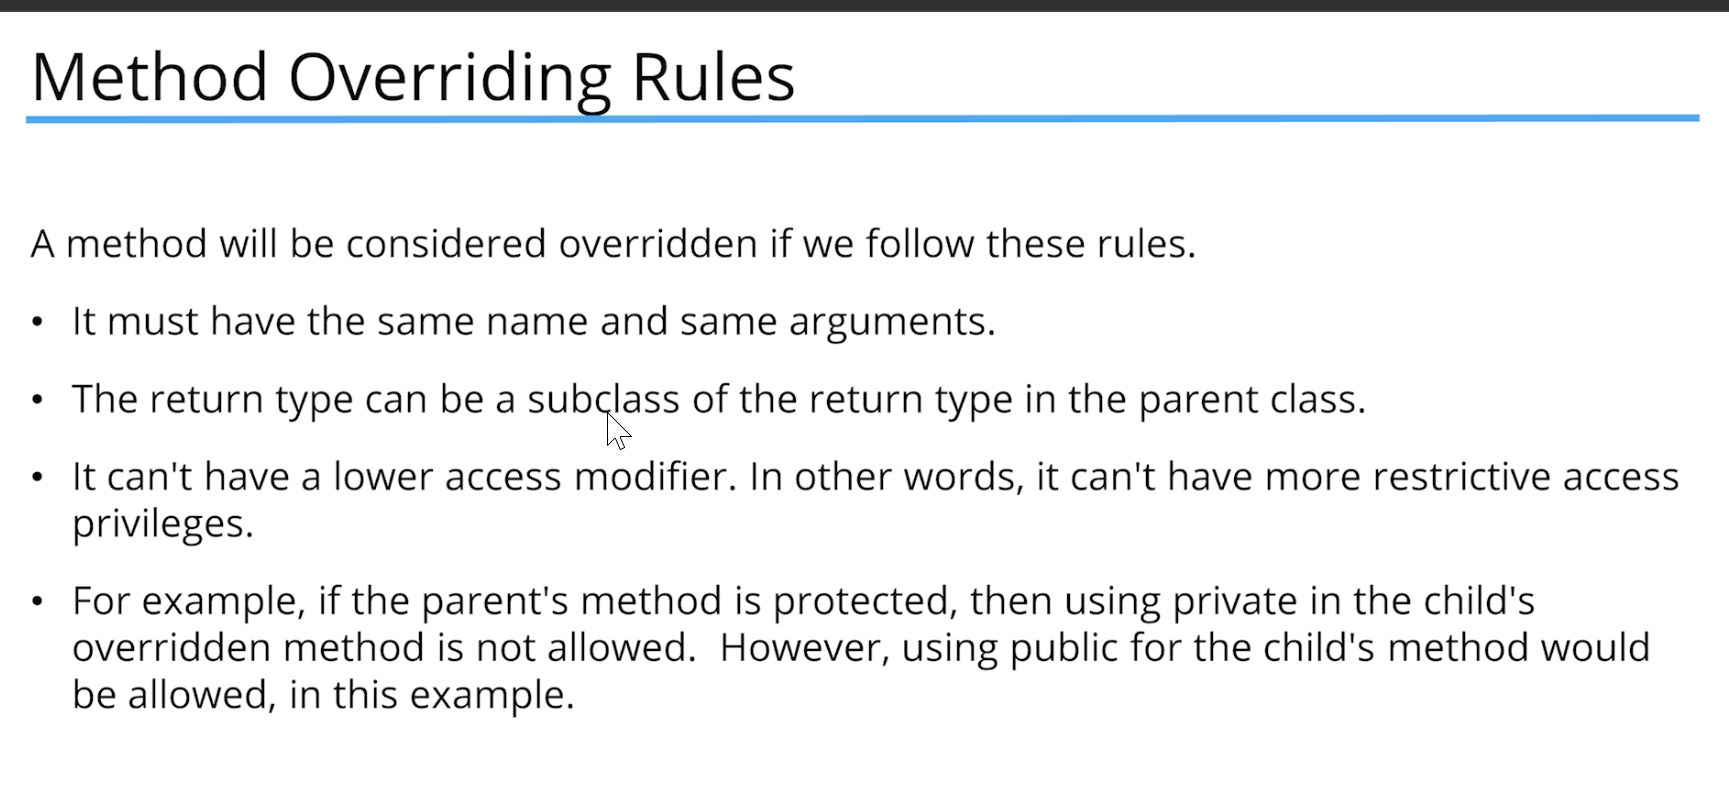 Method Overriding Rules
A method will be considered overridden if we follow these rules.
• It must have the same name and same arguments.
• The return type can be a subclass of the return type in the parent class.
• It can't have a lower access modifier. In other words, it can't have more restrictive access
privileges.
• For example, if the parent's method is protected, then using private in the child's
overridden method is not allowed.  However, using public for the child's method would
be allowed, in this example.